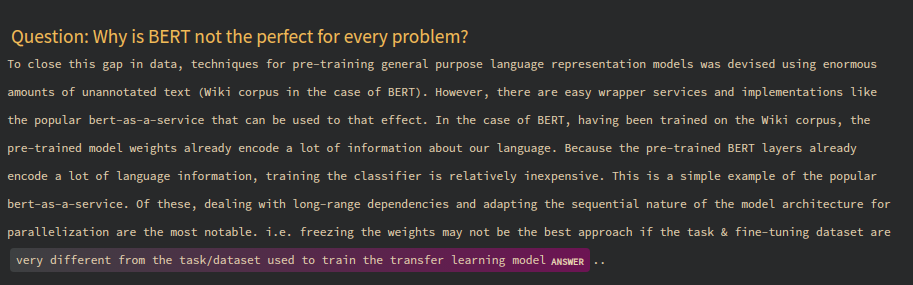 Question: Why is BERT not the perfect for every problem?
To close this gap in data, techniques for pre-training general purpose language representation models was devised using enormous
amounts of unannotated text (Wiki corpus in the case of BERT). However, there are easy wrapper services and implementations like
the popular bert-as-a-service that can be used to that effect. In the case of BERT, having been trained on the Wiki corpus, the
pre-trained model weights already encode a lot of information about our language. Because the pre-trained BERT layers already
encode a lot of language information, training the classifier is relatively inexpensive. This is a simple example of the popular
bert-as-a-service. Of these, dealing with long-range dependencies and adapting the sequential nature of the model architecture for
parallelization are the most notable. i.e. freezing the weights may not be the best approach if the task & fine-tuning dataset are
very different from the task/dataset used to train the transfer learning model ANSWER ..